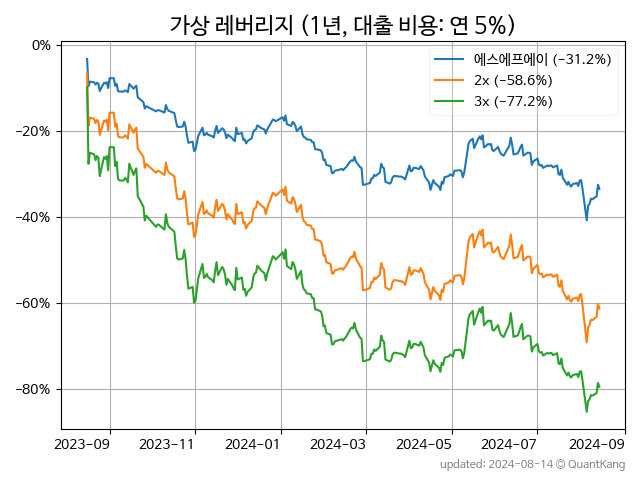 가상 레버리지 (1년, 대출 비용: 연 5%)
에스에프에이 (−31.2%)
2x (−58.6%)
3x (−77.2%)
0%
−20%
−40%
−60%
−80%
2023-09 2023-11 2024-01 2024-03 2024-05 2024-07 2024-09
updated: 2024-08-14 © QuantKang